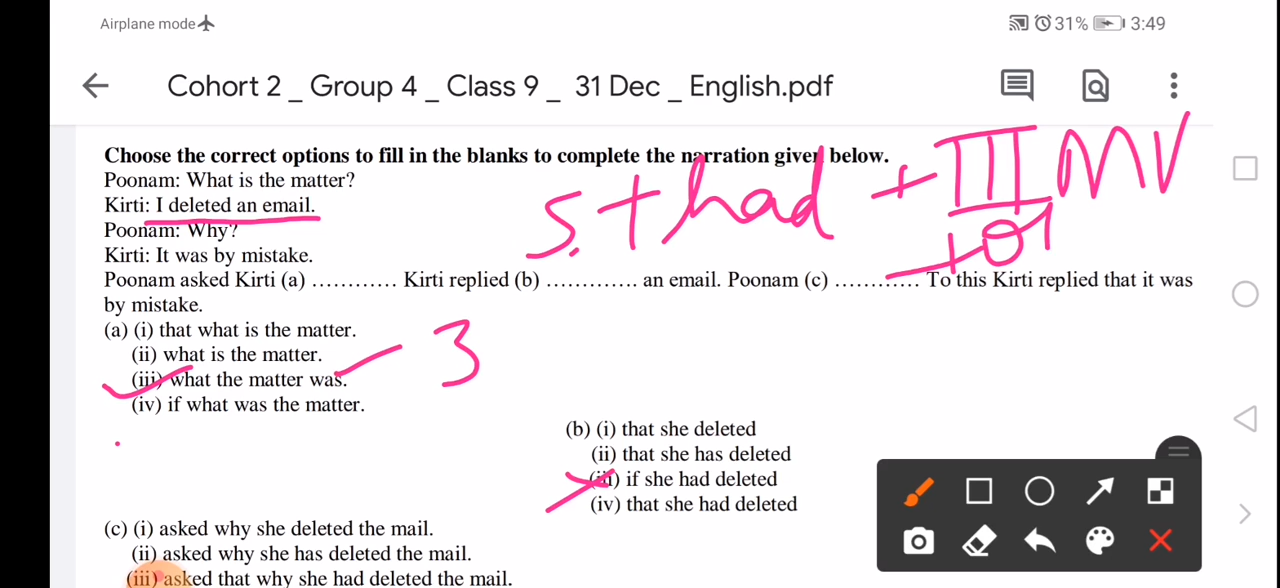 Airplane mode
31% 3:49
Cohort 2 _ Group 4 _ Class 9 _ 31 Dec _ English.pdf
Choose the correct options to fill in the blanks to complete the narration given below.
Poonam: What is the matter?
Kirti: I deleted an email.
Poonam: Why?
Kirti: It was by mistake.
S. + had + III MV
+ Of
Poonam asked Kirti (a) ………… Kirti replied (b) …………. an email. Poonam (c) ………… To this Kirti replied that it was
by mistake.
(a) (i) that what is the matter.
(ii) what is the matter.
(iii) what the matter was.
3
(iv) if what was the matter.
(b) (i) that she deleted
(ii) that she has deleted
(iii) if she had deleted
(iv) that she had deleted
(c) (i) asked why she deleted the mail.
(ii) asked why she has deleted the mail.
(iii) asked that why she had deleted the mail.